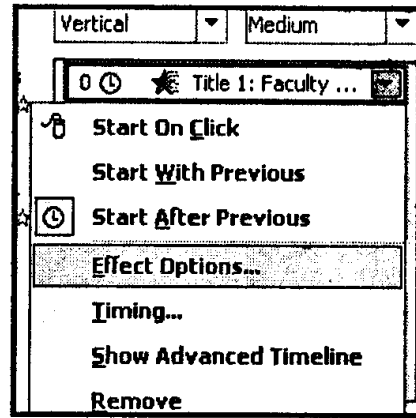 Vertical Medium
0 Title 1: Faculty ...
Start On Click
Start With Previous
Start After Previous
Effect Options...
Timing...
Show Advanced Timeline
Remove